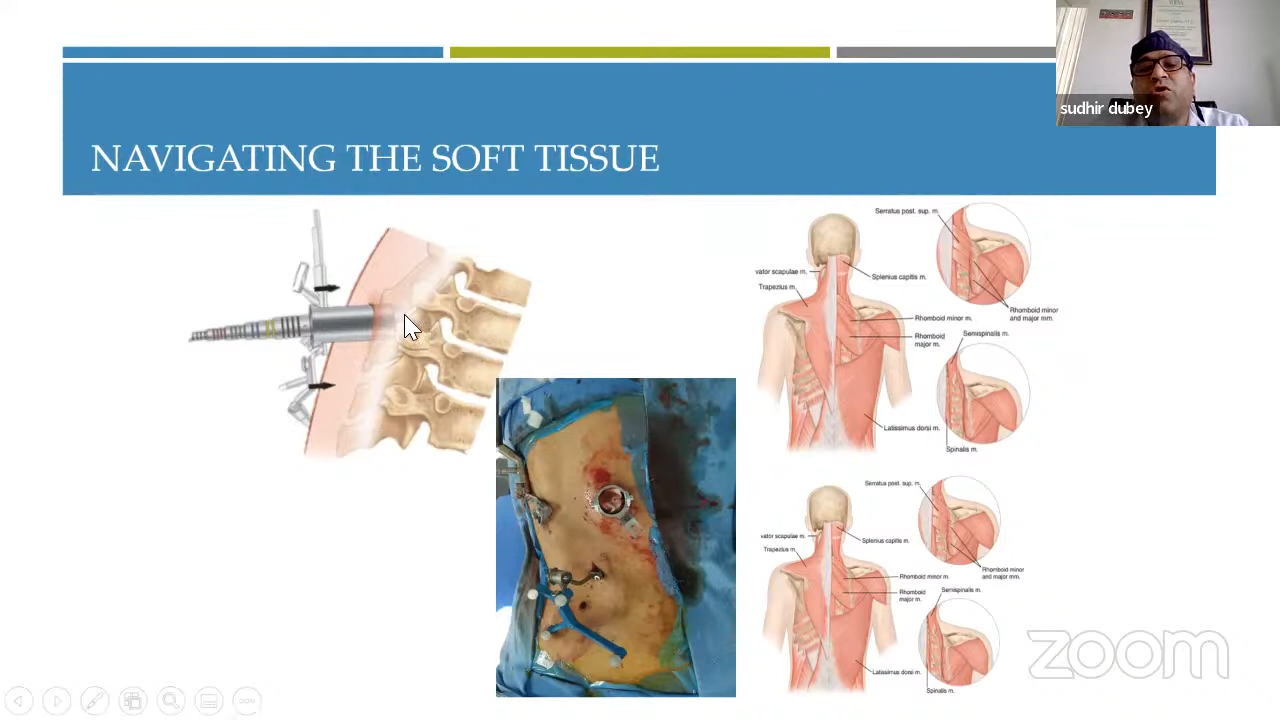 sudhir dubey
NAVIGATING THE SOFT TISSUE
Serratus post. sup. m.
vator scapulae m.
Splenius capitis m.
Trapezius m.
Rhomboid minor m.
Rhomboid
major m.
Rhomboid minor
and major mm.
Semispinalis m.
Latissimus dorsi m.
Spinalis m.
Serratus post. sup. m.
vator scapulae m.
Splenius capitis m.
Trapezius m.
Rhomboid minor m.
Rhomboid
major m.
Rhomboid minor
and major mm.
Semispinalis m.
Latissimus dorsi m.
Spinalis m.
zoom